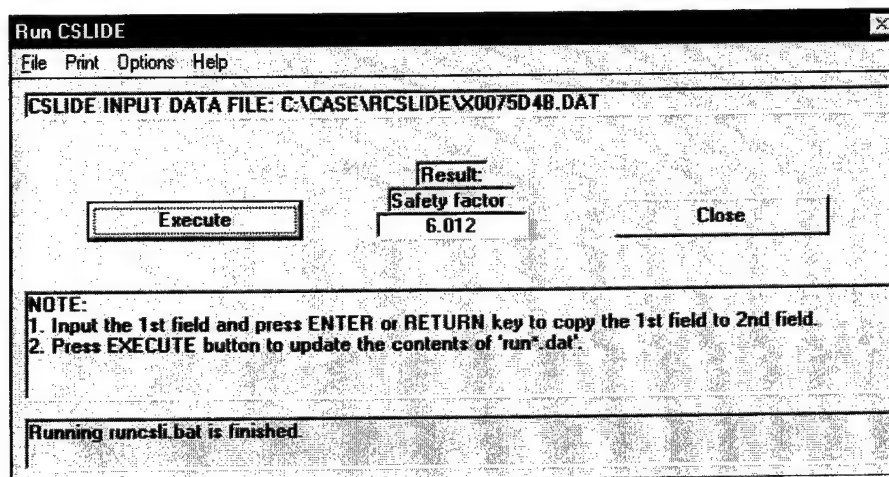 Run CSLIDE
File Print Options Help
CSLIDE INPUT DATA FILE: C:\CASE\RCSLIDE\X0075D4B.DAT
Result:
Safety factor
Execute
6.012
Close
NOTE:
1. Input the 1st field and press ENTER or RETURN key to copy the 1st field to 2nd field.
2. Press EXECUTE button to update the contents of 'run*.dat'.
Running runcsli.bat is finished.